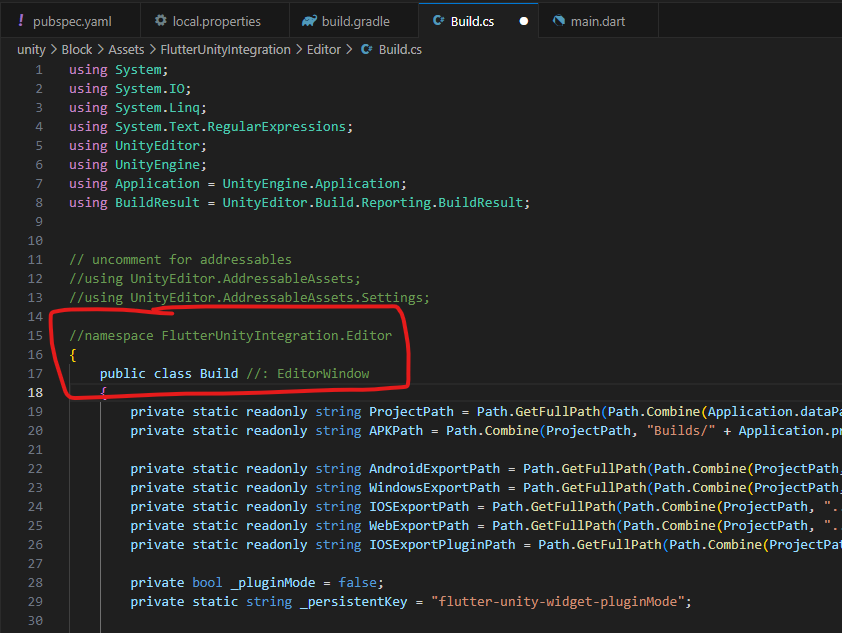 ! pubspec.yaml local.properties build.gradle C# Build.cs ● main.dart
unity > Block > Assets > FlutterUnityIntegration > Editor > C# Build.cs
1 using System;
2 using System.IO;
3 using System.Linq;
4 using System.Text.RegularExpressions;
5 using UnityEditor;
6 using UnityEngine;
7 using Application = UnityEngine.Application;
8 using BuildResult = UnityEditor.Build.Reporting.BuildResult;
9
10
11 // uncomment for addressables
12 //using UnityEditor.AddressableAssets;
13 //using UnityEditor.AddressableAssets.Settings;
14
15 //namespace FlutterUnityIntegration.Editor
16 {
17 public class Build //: EditorWindow
18 {
19 private static readonly string ProjectPath = Path.GetFullPath(Path.Combine(Application.dataPa
20 private static readonly string APKPath = Path.Combine(ProjectPath, "Builds/" + Application.pr
21
22 private static readonly string AndroidExportPath = Path.GetFullPath(Path.Combine(ProjectPath,
23 private static readonly string WindowsExportPath = Path.GetFullPath(Path.Combine(ProjectPath,
24 private static readonly string IOSExportPath = Path.GetFullPath(Path.Combine(ProjectPath, "..
25 private static readonly string WebExportPath = Path.GetFullPath(Path.Combine(ProjectPath, "..
26 private static readonly string IOSExportPluginPath = Path.GetFullPath(Path.Combine(ProjectPat
27
28 private bool _pluginMode = false;
29 private static string _persistentKey = "flutter-unity-widget-pluginMode";
30